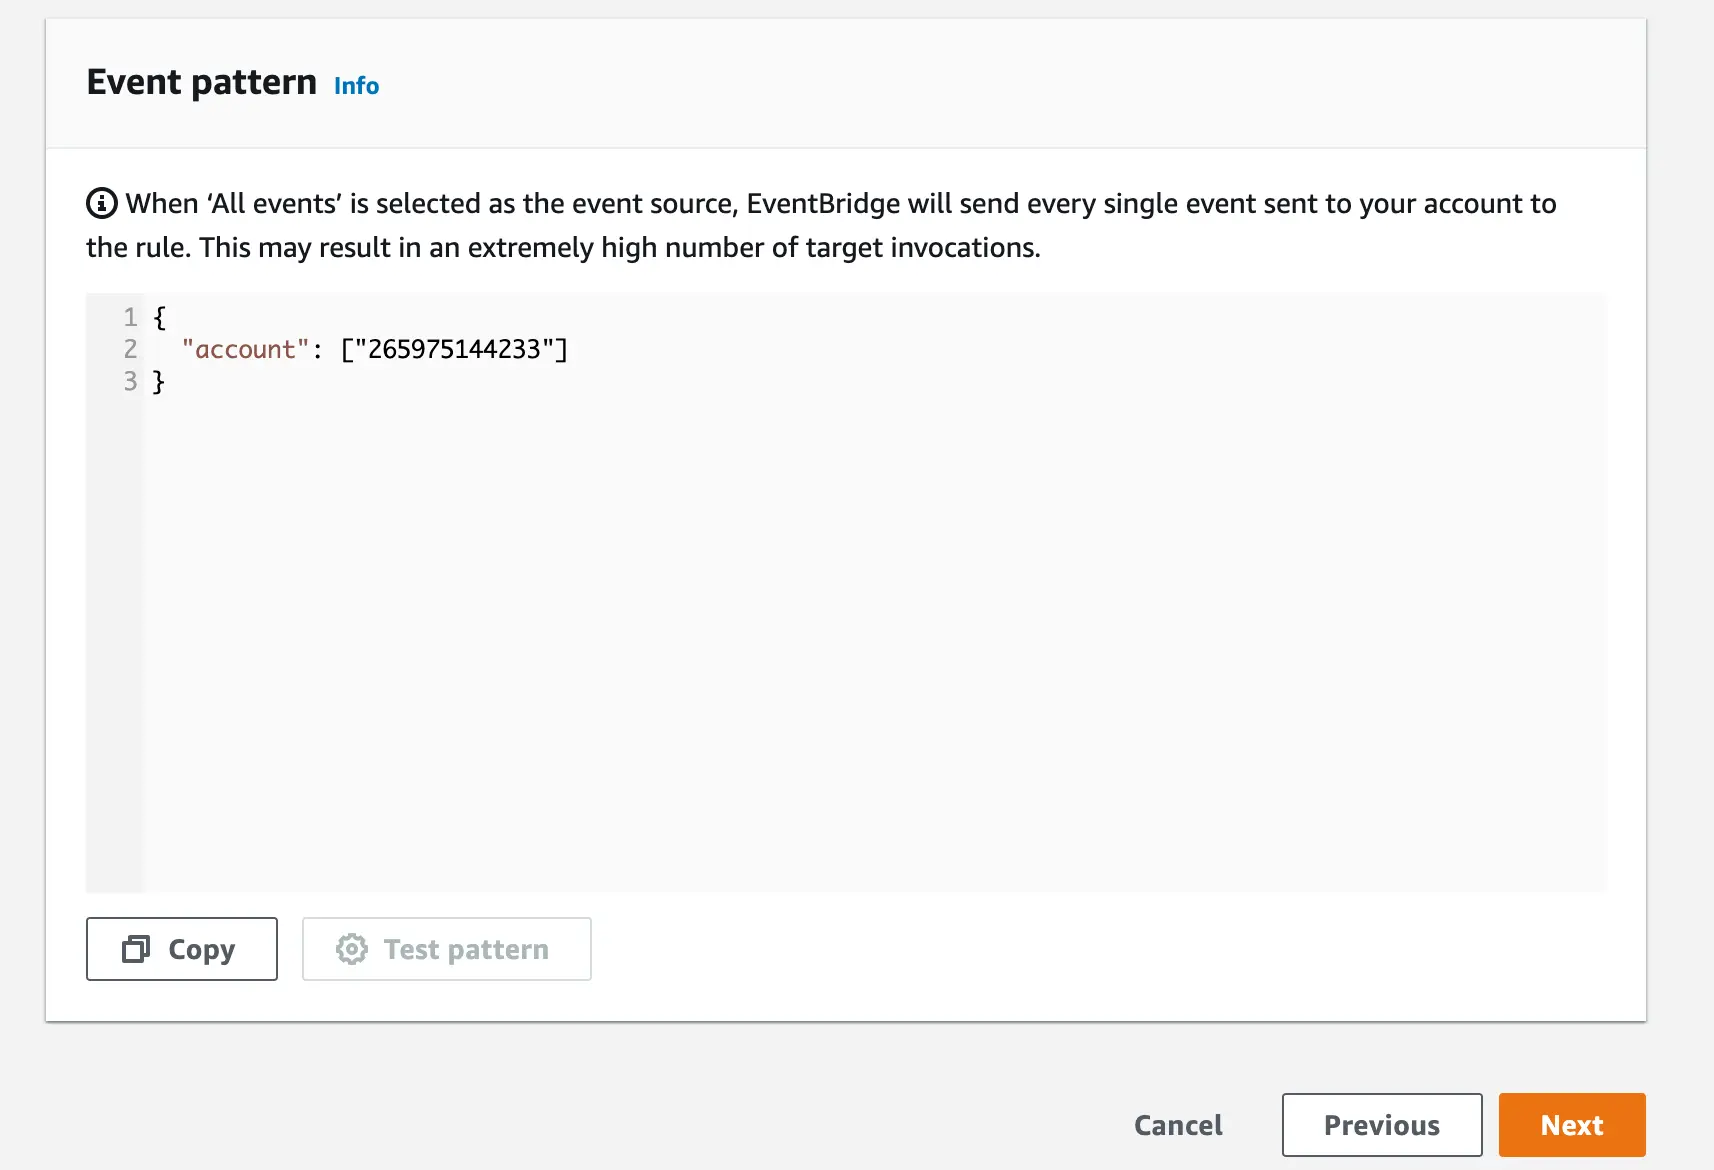 Event pattern Info
When ‘All events’ is selected as the event source, EventBridge will send every single event sent to your account to
the rule. This may result in an extremely high number of target invocations.
1 {
2 "account": ["265975144233"]
3 }
Copy Test pattern
Cancel Previous Next